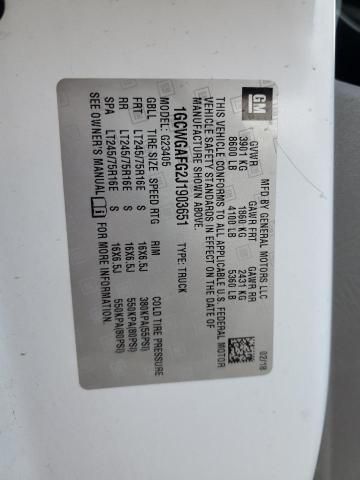 GM
MFD BY GENERAL MOTORS LLC
02/18
GVWR GAWR FRT GAWR RR
3901 KG 1860 KG 2431 KG
8600 LB 4100 LB 5360 LB
THIS VEHICLE CONFORMS TO ALL APPLICABLE U.S. FEDERAL MOTOR
VEHICLE SAFETY STANDARDS IN EFFECT ON THE DATE OF
MANUFACTURE SHOWN ABOVE.
1GCWGAFG2J1903651 TYPE: TRUCK
MODEL: G23405
GBLL TIRE SIZE SPEED RTG RIM COLD TIRE PRESSURE
FRT LT245/75R16E S 16X6.5J 380KPA(55PSI)
RR LT245/75R16E S 16X6.5J 550KPA(80PSI)
SPA LT245/75R16E S 16X6.5J 550KPA(80PSI)
SEE OWNER'S MANUAL FOR MORE INFORMATION